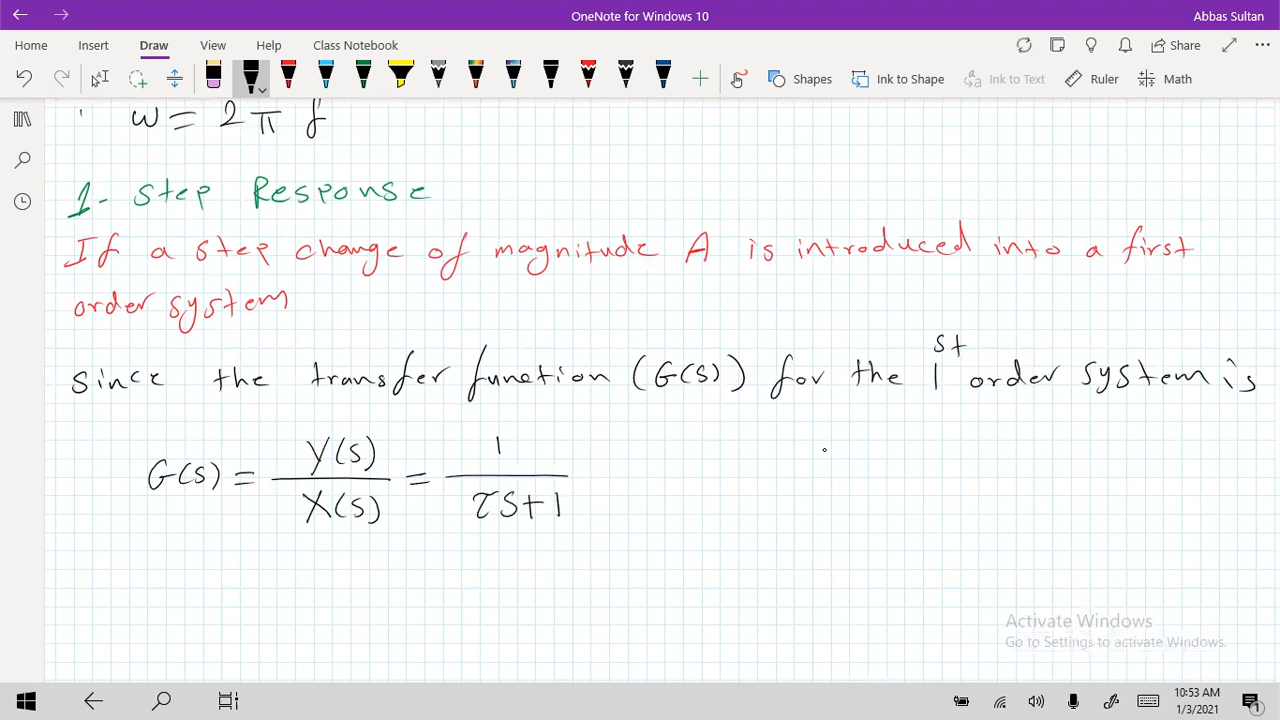 OneNote for Windows 10
Abbas Sultan
Home Insert Draw View Help Class Notebook Share
Shapes Ink to Shape Ink to Text Ruler Math
w = 2 π f
1- Step Response
If a step change of magnitude A is introduced into a first
order system
since the transfer function (G(s)) for the 1st order system is
G(s) = Y(s) / X(s) = 1 / τs+1
Activate Windows
Go to Settings to activate Windows.
10:53 AM
1/3/2021